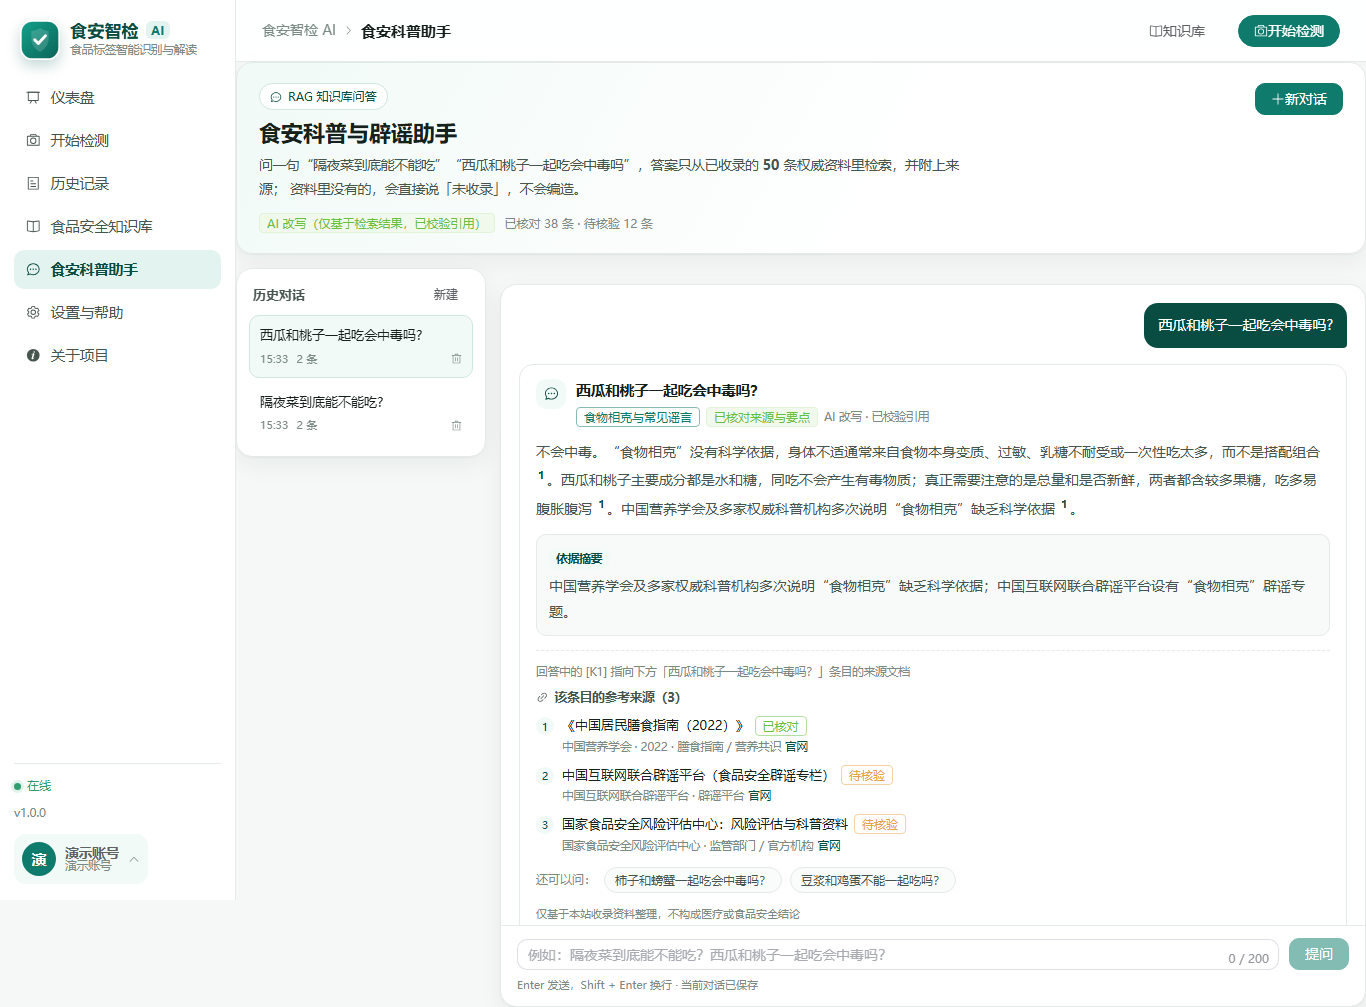 食安智检 AI
食品标签智能识别与解读
仪表盘
开始检测
历史记录
食品安全知识库
食安科普助手
设置与帮助
关于项目
在线
v1.0.0
演
演示账号
演示账号
食安智检 AI > 食安科普助手
知识库
开始检测
RAG 知识库问答
+新对话
食安科普与辟谣助手
问一句“隔夜菜到底能不能吃”“西瓜和桃子一起吃会中毒吗”，答案只从已收录的 50 条权威资料里检索，并附上来
源； 资料里没有的，会直接说「未收录」，不会编造。
AI 改写（仅基于检索结果，已校验引用） 已核对 38 条 · 待核验 12 条
历史对话 新建
西瓜和桃子一起吃会中毒吗？
15:33 2 条
隔夜菜到底能不能吃？
15:33 2 条
西瓜和桃子一起吃会中毒吗？
西瓜和桃子一起吃会中毒吗？
食物相克与常见谣言 已核对来源与要点 AI 改写 · 已校验引用
不会中毒。“食物相克”没有科学依据，身体不适通常来自食物本身变质、过敏、乳糖不耐受或一次性吃太多，而不是搭配组合
1。西瓜和桃子主要成分都是水和糖，同吃不会产生有毒物质；真正需要注意的是总量和是否新鲜，两者都含较多果糖，吃多易
腹胀腹泻 1。中国营养学会及多家权威科普机构多次说明“食物相克”缺乏科学依据 1。
依据摘要
中国营养学会及多家权威科普机构多次说明“食物相克”缺乏科学依据；中国互联网联合辟谣平台设有“食物相克”辟谣专
题。
回答中的 [K1] 指向下方「西瓜和桃子一起吃会中毒吗？」条目的来源文档
该条目的参考来源（3）
1 《中国居民膳食指南（2022）》 已核对
中国营养学会 · 2022 · 膳食指南 / 营养共识 官网
2 中国互联网联合辟谣平台（食品安全辟谣专栏） 待核验
中国互联网联合辟谣平台 · 辟谣平台 官网
3 国家食品安全风险评估中心：风险评估与科普资料 待核验
国家食品安全风险评估中心 · 监管部门 / 官方机构 官网
还可以问： 柿子和螃蟹一起吃会中毒吗？ 豆浆和鸡蛋不能一起吃吗？
仅基于本站收录资料整理，不构成医疗或食品安全结论
例如：隔夜菜到底能不能吃？西瓜和桃子一起吃会中毒吗？
0 / 200
提问
Enter 发送，Shift + Enter 换行 · 当前对话已保存